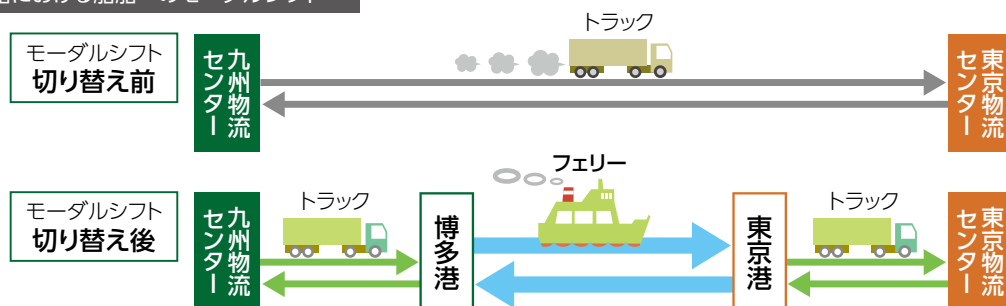 モーダルシフト
切り替え前
九州物流
センター
トラック
東京物流
センター
モーダルシフト
切り替え後
九州物流
センター
トラック
博多港
フェリー
東京港
トラック
東京物流
センター